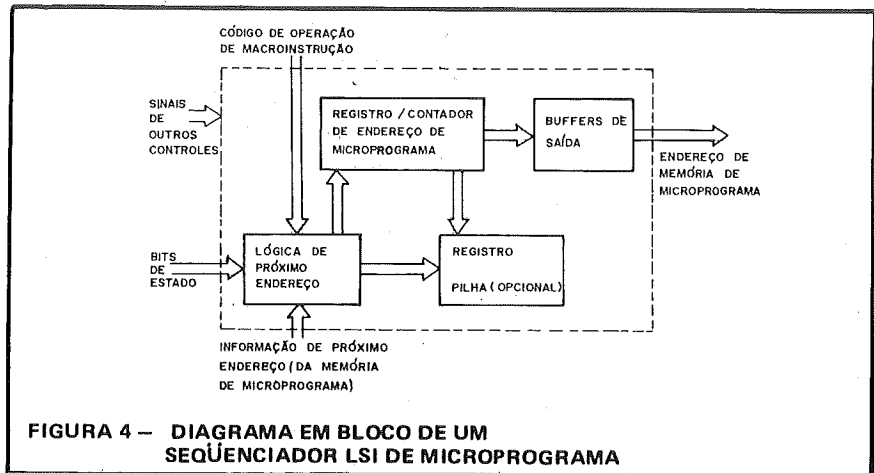 CÓDIGO DE OPERAÇÃO
DE MACROINSTRUÇÃO
SINAIS
DE
OUTROS
CONTROLES
REGISTRO / CONTADOR
DE ENDEREÇO DE
MICROPROGRAMA
BUFFERS DE
SAÍDA
ENDEREÇO DE
MEMÓRIA DE
MICROPROGRAMA
BITS
DE
ESTADO
LÓGICA DE
PRÓXIMO
ENDEREÇO
REGISTRO
PILHA (OPCIONAL)
INFORMAÇÃO DE PRÓXIMO
ENDEREÇO (DA MEMÓRIA
DE MICROPROGRAMA)
FIGURA 4 – DIAGRAMA EM BLOCO DE UM
SEQÜENCIADOR LSI DE MICROPROGRAMA